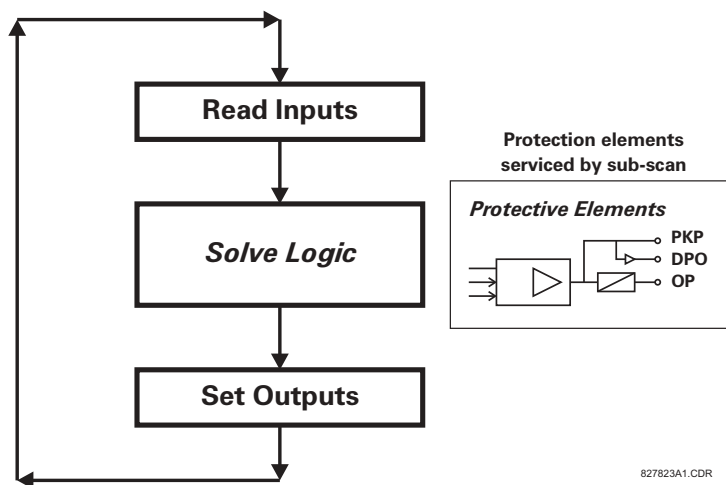 Read Inputs
Solve Logic
Set Outputs
Protection elements
serviced by sub-scan
Protective Elements
PKP
DPO
OP
827823A1.CDR